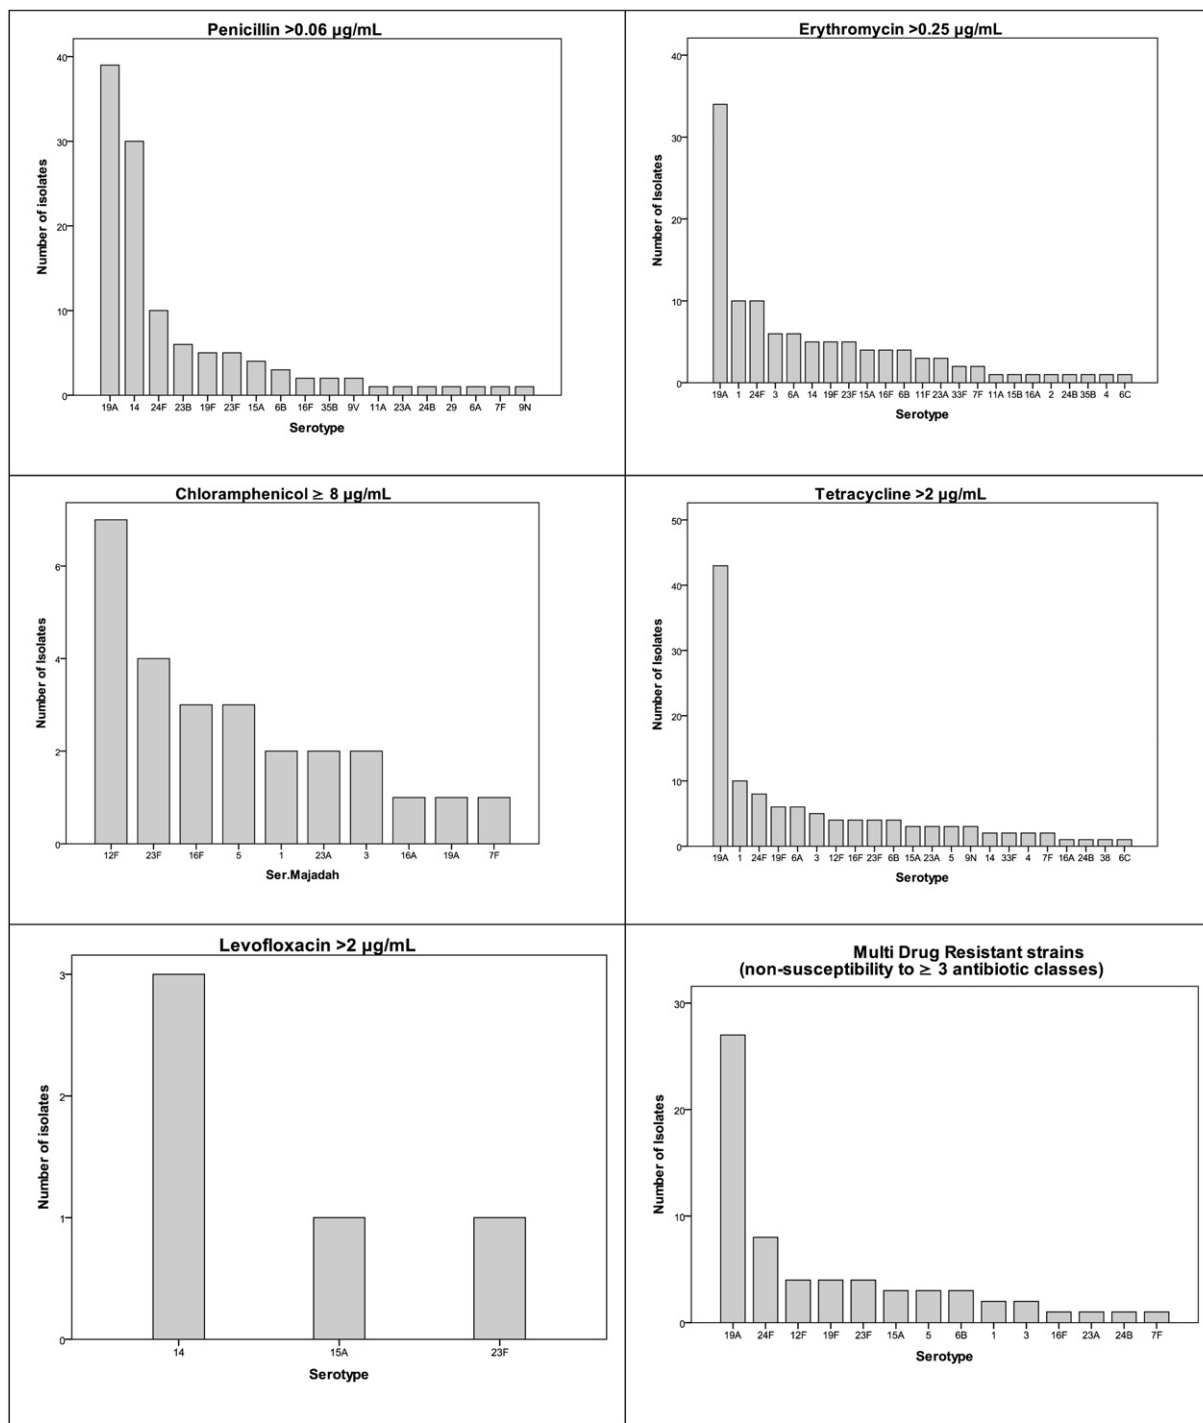 Penicillin >0.06 µg/mL
Number of isolates
40
30
20
10
0
19A 14 24F 23B 19F 23F 15A 6B 16F 35B 9V 11A 23A 24B 29 6A 7F 9N
Serotype
Erythromycin >0.25 µg/mL
Number of Isolates
40
30
20
10
0
19A 1 24F 3 6A 14 19F 23F 15A 16F 6B 11F 23A 33F 7F 11A 15B 16A 2 24B 35B 4 6C
Serotype
Chloramphenicol ≥ 8 µg/mL
Number of Isolates
6
4
2
0
12F 23F 16F 5 1 23A 3 16A 19A 7F
Ser.Majadah
Tetracycline >2 µg/mL
Number of Isolates
50
40
30
20
10
0
19A 1 24F 19F 6A 3 12F 16F 23F 6B 15A 23A 5 9N 14 33F 4 7F 16A 24B 38 6C
Serotype
Levofloxacin >2 µg/mL
Number of isolates
3
2
1
0
14 15A 23F
Serotype
Multi Drug Resistant strains
(non-susceptibility to ≥ 3 antibiotic classes)
Number of Isolates
30
20
10
0
19A 24F 12F 19F 23F 15A 5 6B 1 3 16F 23A 24B 7F
Serotype